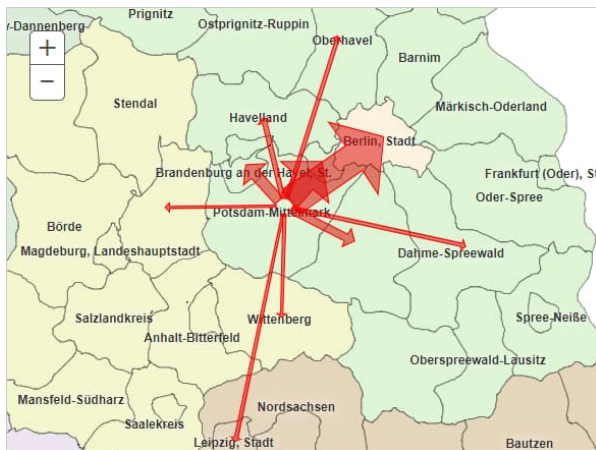 w-Dannenberg
Prignitz
Ostprignitz-Ruppin
Oberhavel
+
−
Barnim
Stendal
Havelland
Märkisch-Oderland
Berlin, Stadt
Brandenburg an der Havel, St.
Frankfurt (Oder), St
Oder-Spree
Potsdam-Mittelmark
Börde
Magdeburg, Landeshauptstadt
Dahme-Spreewald
Salzlandkreis
Wittenberg
Spree-Neiße
Anhalt-Bitterfeld
Oberspreewald-Lausitz
Mansfeld-Südharz
Nordsachsen
Saalekreis
Leipzig, Stadt
Bautzen